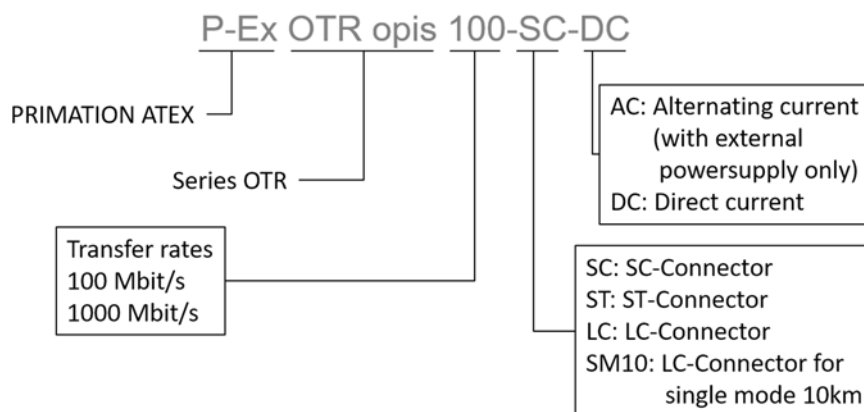 P-Ex OTR opis 100-SC-DC
PRIMATION ATEX
Series OTR
Transfer rates
100 Mbit/s
1000 Mbit/s
AC: Alternating current
(with external
powersupply only)
DC: Direct current
SC: SC-Connector
ST: ST-Connector
LC: LC-Connector
SM10: LC-Connector for
single mode 10km